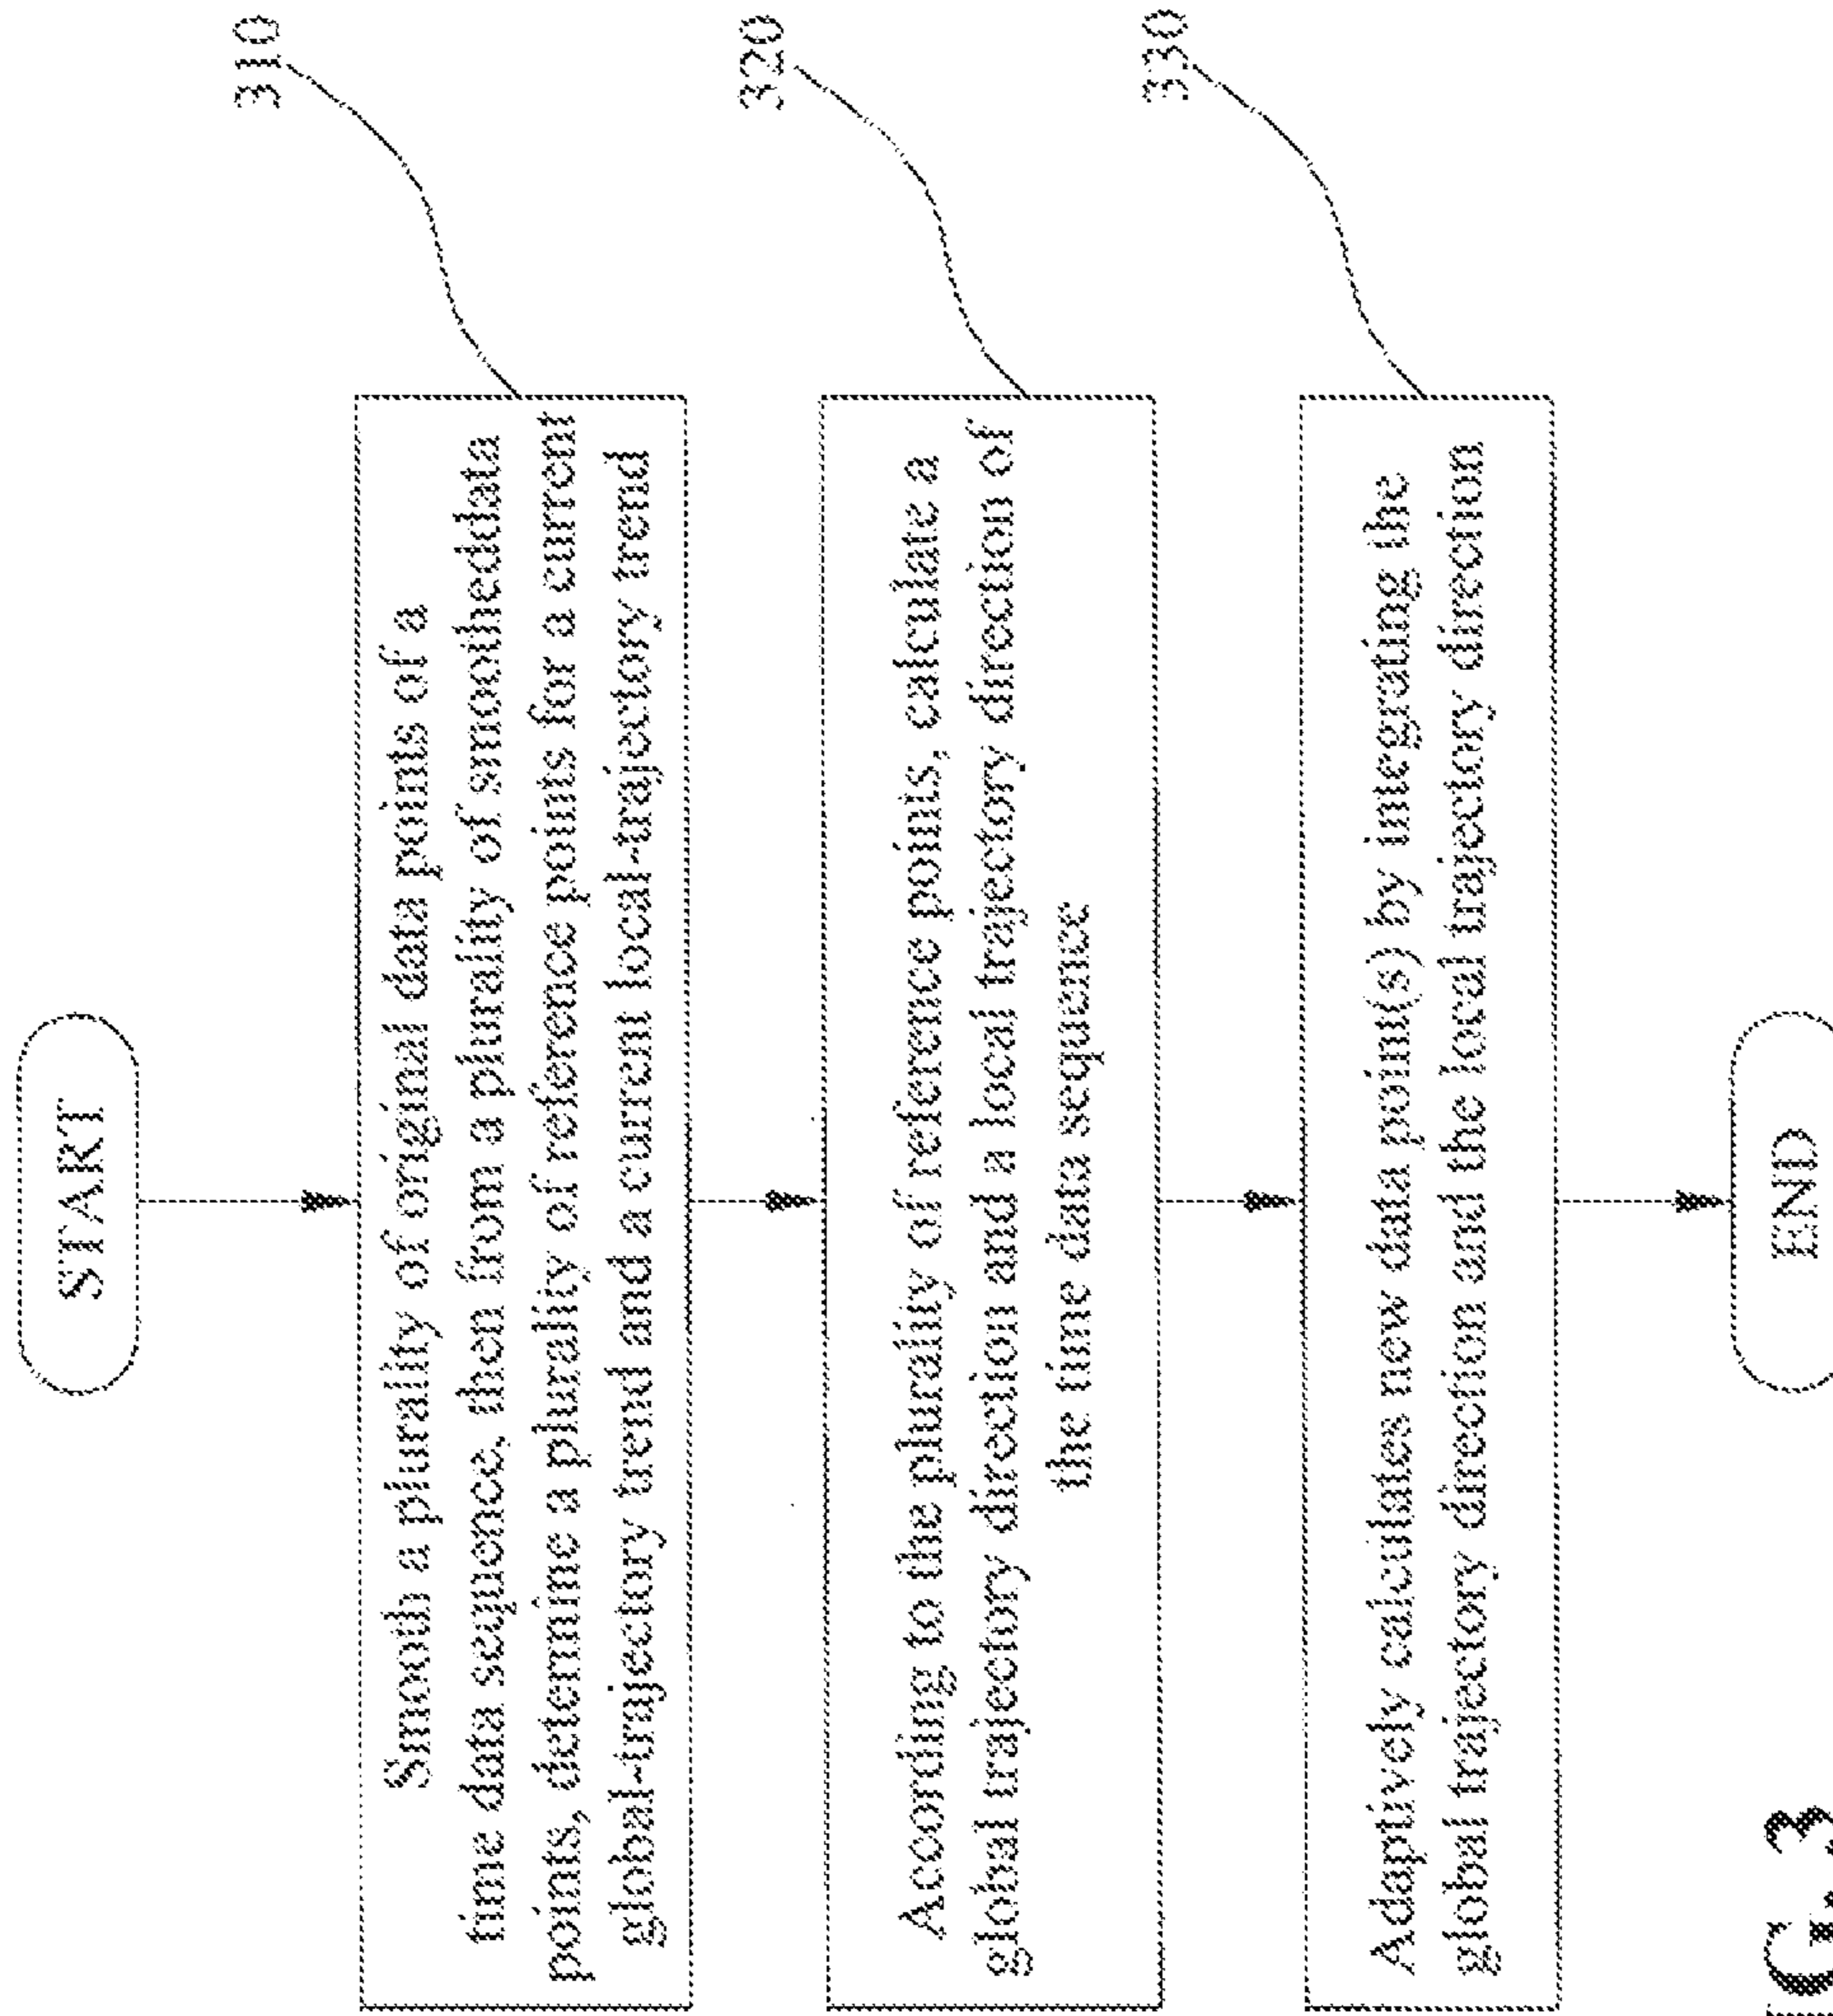 START
310
Smooth a plurality of original data points of a
time data sequence, then from a plurality of smootheddata
points, determine a plurality of reference points for a current
global-trajectory trend and a current local-trajectory trend
320
According to the plurality of reference points, calculate a
global trajectory direction and a local trajectory direction of
the time data sequence
330
Adaptively calculates new data point(s) by integrating the
global trajectory direction and the local trajectory direction
END
IG.3